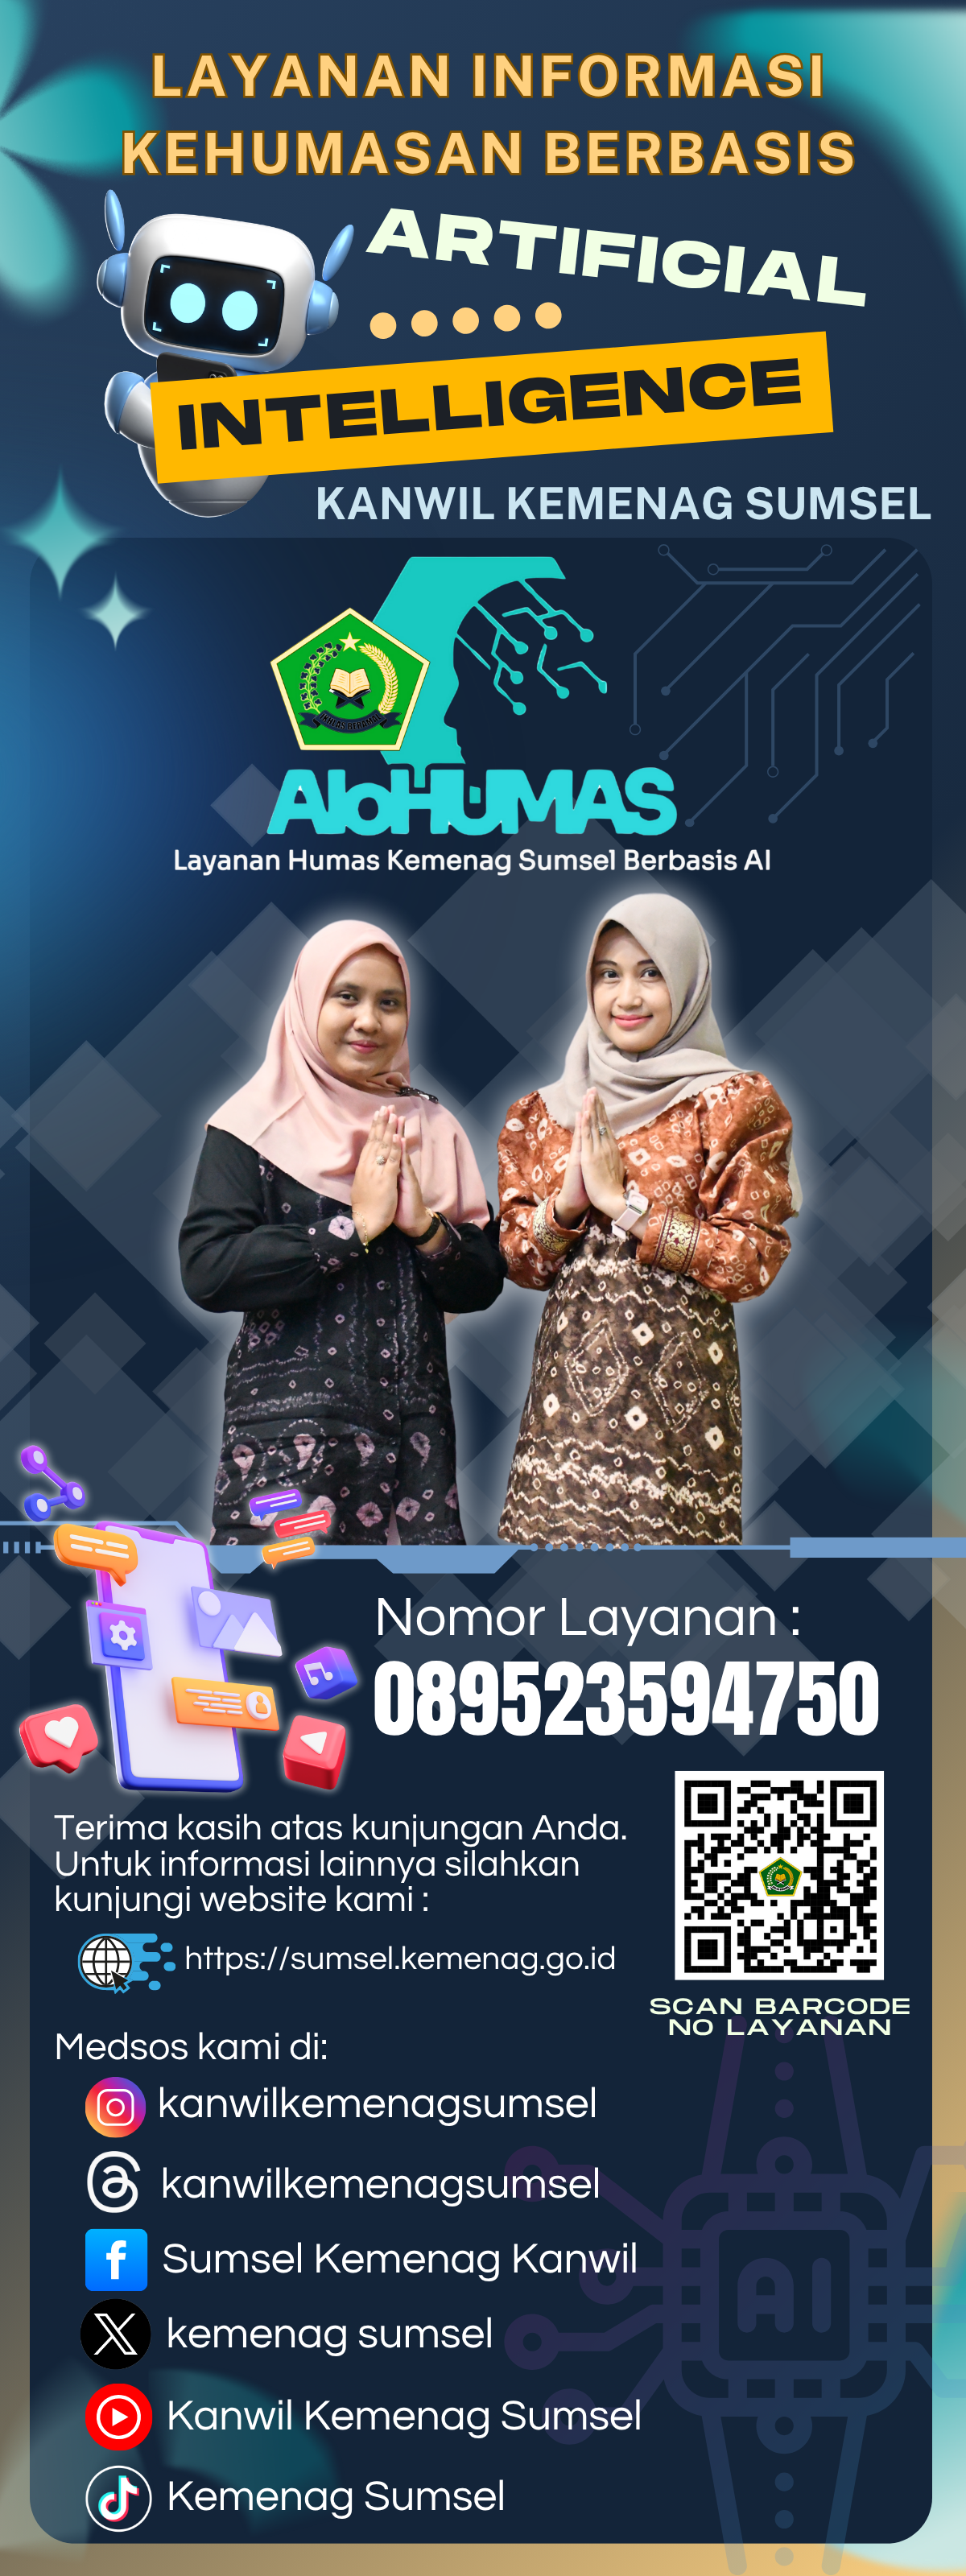 LAYANAN INFORMASI
KEHUMASAN BERBASIS
ARTIFICIAL
INTELLIGENCE
KANWIL KEMENAG SUMSEL
IKHLAS BERAMAL
AIoHUMAS
Layanan Humas Kemenag Sumsel Berbasis AI
Nomor Layanan :
089523594750
Terima kasih atas kunjungan Anda.
Untuk informasi lainnya silahkan
kunjungi website kami :
https://sumsel.kemenag.go.id
SCAN BARCODE
NO LAYANAN
Medsos kami di:
kanwilkemenagsumsel
kanwilkemenagsumsel
Sumsel Kemenag Kanwil
kemenag sumsel
AI
Kanwil Kemenag Sumsel
Kemenag Sumsel